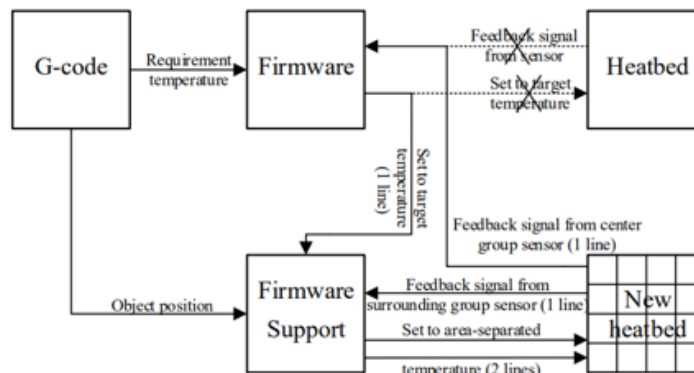 G-code
Requirement
temperature
Firmware
Feedback signal
from sensor
Set to target
temperature
Heatbed
Set to target
temperature
(1 line)
Feedback signal from center
group sensor (1 line)
Object position
Firmware
Support
Feedback signal from
surrounding group sensor (1 line)
Set to area-separated
temperature (2 lines)
New
heatbed